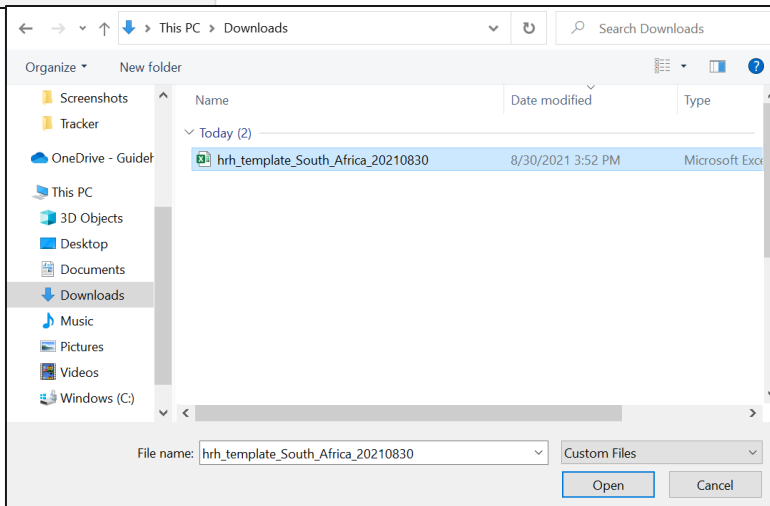 This PC > Downloads
Search Downloads
Organize
New folder
Screenshots
Tracker
OneDrive - Guideh
This PC
3D Objects
Desktop
Documents
Downloads
Music
Pictures
Videos
Windows (C:)
Name Date modified Type
Today (2)
hrh_template_South_Africa_20210830 8/30/2021 3:52 PM Microsoft Exce
File name: hrh_template_South_Africa_20210830 Custom Files
Open Cancel